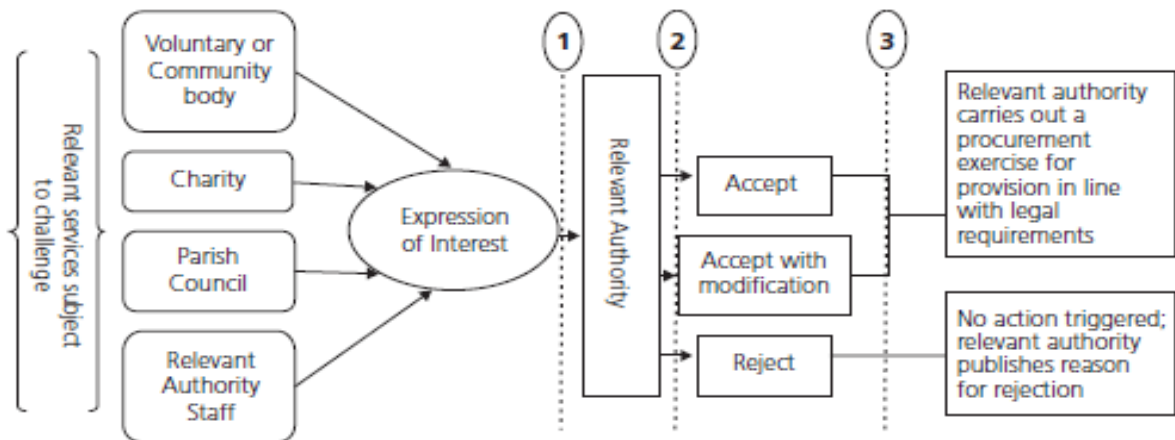 Relevant services subject
to challenge
Voluntary or
Community
body
Charity
Parish
Council
Relevant
Authority
Staff
Expression
of Interest
1
Relevant Authority
2
Accept
Accept with
modification
Reject
3
Relevant authority
carries out a
procurement
exercise for
provision in line
with legal
requirements
No action triggered;
relevant authority
publishes reason
for rejection